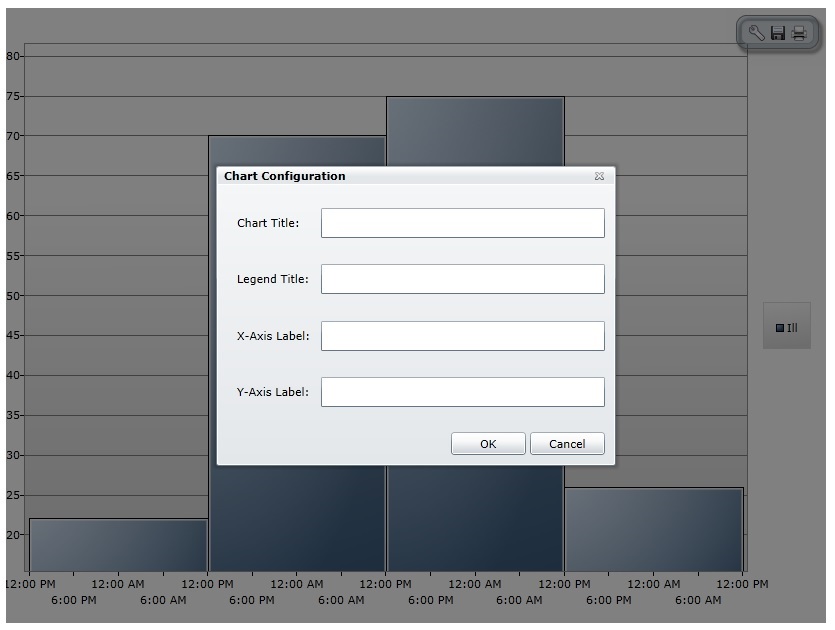 80
75
70
65
60
55
50
45
40
35
30
25
20
Chart Configuration
Chart Title:
Legend Title:
X-Axis Label:
Y-Axis Label:
OK Cancel
Ill
12:00 PM 12:00 AM 12:00 PM 12:00 AM 12:00 PM 12:00 AM 12:00 PM 12:00 AM 12:00 PM
6:00 PM 6:00 AM 6:00 PM 6:00 AM 6:00 PM 6:00 AM 6:00 PM 6:00 AM